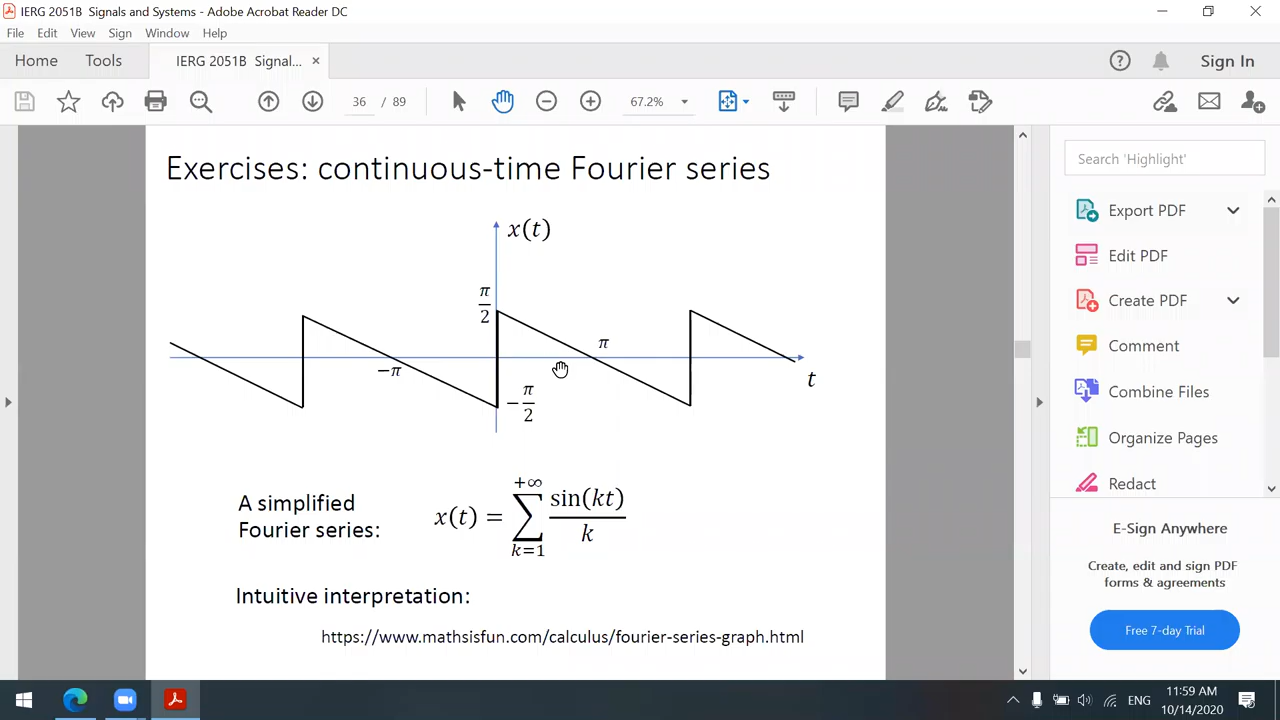 IERG 2051B Signals and Systems - Adobe Acrobat Reader DC
File Edit View Sign Window Help
Home Tools IERG 2051B Signal... × Sign In
36 / 89 67.2%
Exercises: continuous-time Fourier series
x(t)
π/2
π
−π
−π/2
t
A simplified
Fourier series:
x(t) = ∑_{k=1}^{+∞} sin(kt)/k
Intuitive interpretation:
https://www.mathsisfun.com/calculus/fourier-series-graph.html
Search 'Highlight'
Export PDF
Edit PDF
Create PDF
Comment
Combine Files
Organize Pages
Redact
E-Sign Anywhere
Create, edit and sign PDF
forms & agreements
Free 7-day Trial
ENG
11:59 AM
10/14/2020